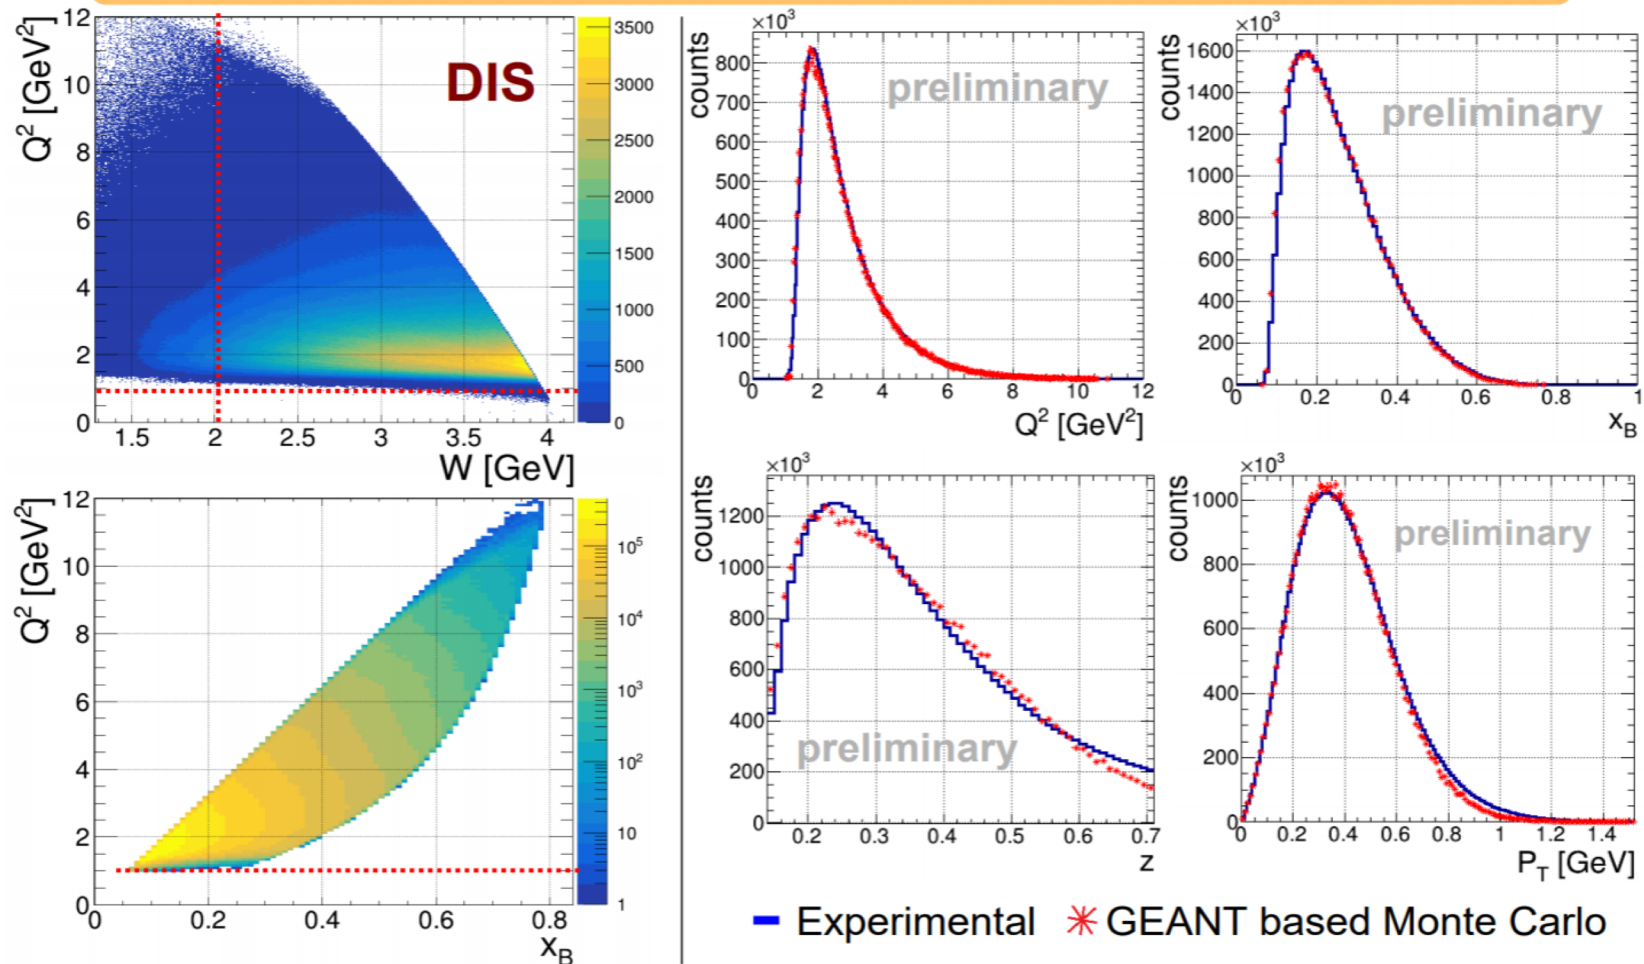 12
10
8
6
4
2
0
Q² [GeV²]
DIS
1.5 2 2.5 3 3.5 4
W [GeV]
3500
3000
2500
2000
1500
1000
500
0
×10³
counts
800
700
600
500
400
300
200
100
0
preliminary
0 2 4 6 8 10 12
Q² [GeV²]
×10³
counts
1600
1400
1200
1000
800
600
400
200
0
preliminary
0 0.2 0.4 0.6 0.8 1
x_B
12
10
8
6
4
2
0
Q² [GeV²]
0 0.2 0.4 0.6 0.8
x_B
10⁵
10⁴
10³
10²
10
1
×10³
counts
1200
1000
800
600
400
200
0
preliminary
0.2 0.3 0.4 0.5 0.6 0.7
z
×10³
counts
1000
800
600
400
200
0
preliminary
0 0.2 0.4 0.6 0.8 1 1.2 1.4
P_T [GeV]
Experimental GEANT based Monte Carlo